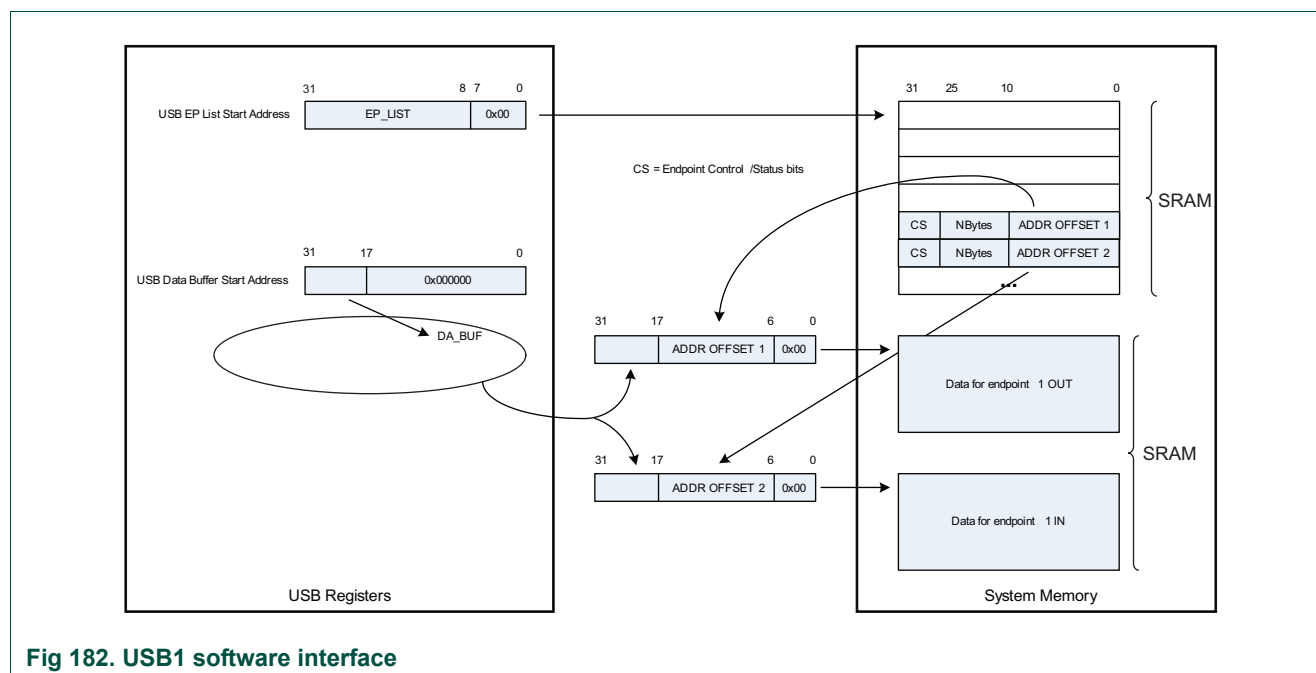 31 8 7 0
USB EP List Start Address EP_LIST 0x00
31 17 0
USB Data Buffer Start Address 0x000000
DA_BUF
USB Registers
CS = Endpoint Control /Status bits
31 17 6 0
ADDR OFFSET 1 0x00
31 17 6 0
ADDR OFFSET 2 0x00
31 25 10 0
CS NBytes ADDR OFFSET 1
CS NBytes ADDR OFFSET 2
...
SRAM
Data for endpoint 1 OUT
SRAM
Data for endpoint 1 IN
System Memory
Fig 182. USB1 software interface